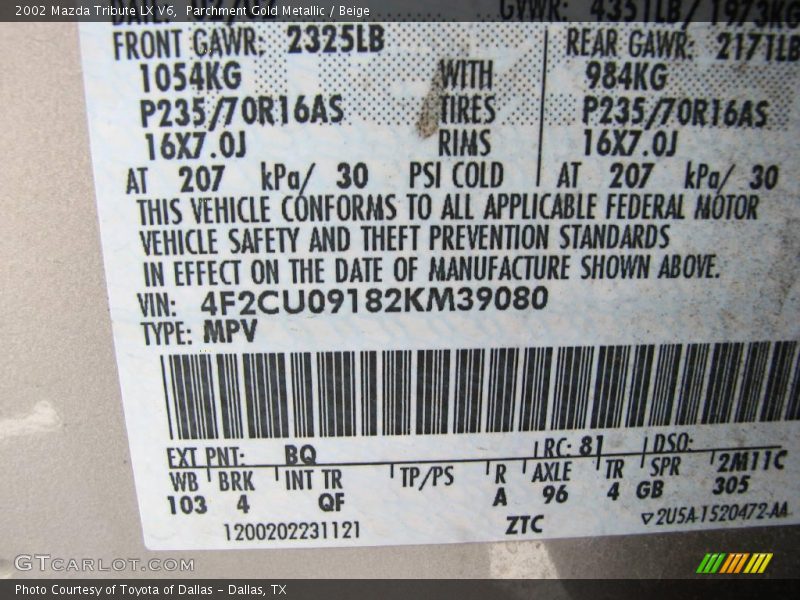 2002 Mazda Tribute LX V6, Parchment Gold Metallic / Beige
GVWR: 4351LB/ 1973KG
FRONT GAWR: 2325LB REAR GAWR: 2171LB
1054KG WITH 984KG
P235/70R16AS TIRES P235/70R16AS
16X7.0J RIMS 16X7.0J
AT 207 kPa/ 30 PSI COLD AT 207 kPa/ 30
THIS VEHICLE CONFORMS TO ALL APPLICABLE FEDERAL MOTOR
VEHICLE SAFETY AND THEFT PREVENTION STANDARDS
IN EFFECT ON THE DATE OF MANUFACTURE SHOWN ABOVE.
VIN: 4F2CU09182KM39080
TYPE: MPV
EXT PNT: BQ RC: 81 DSO:
WB BRK INT TR TP/PS R AXLE TR SPR 2M11C
103 4 QF A 96 4 GB 305
1200202231121 ZTC 2U5A-1520472-AA
GTCarLot.com
Photo Courtesy of Toyota of Dallas - Dallas, TX